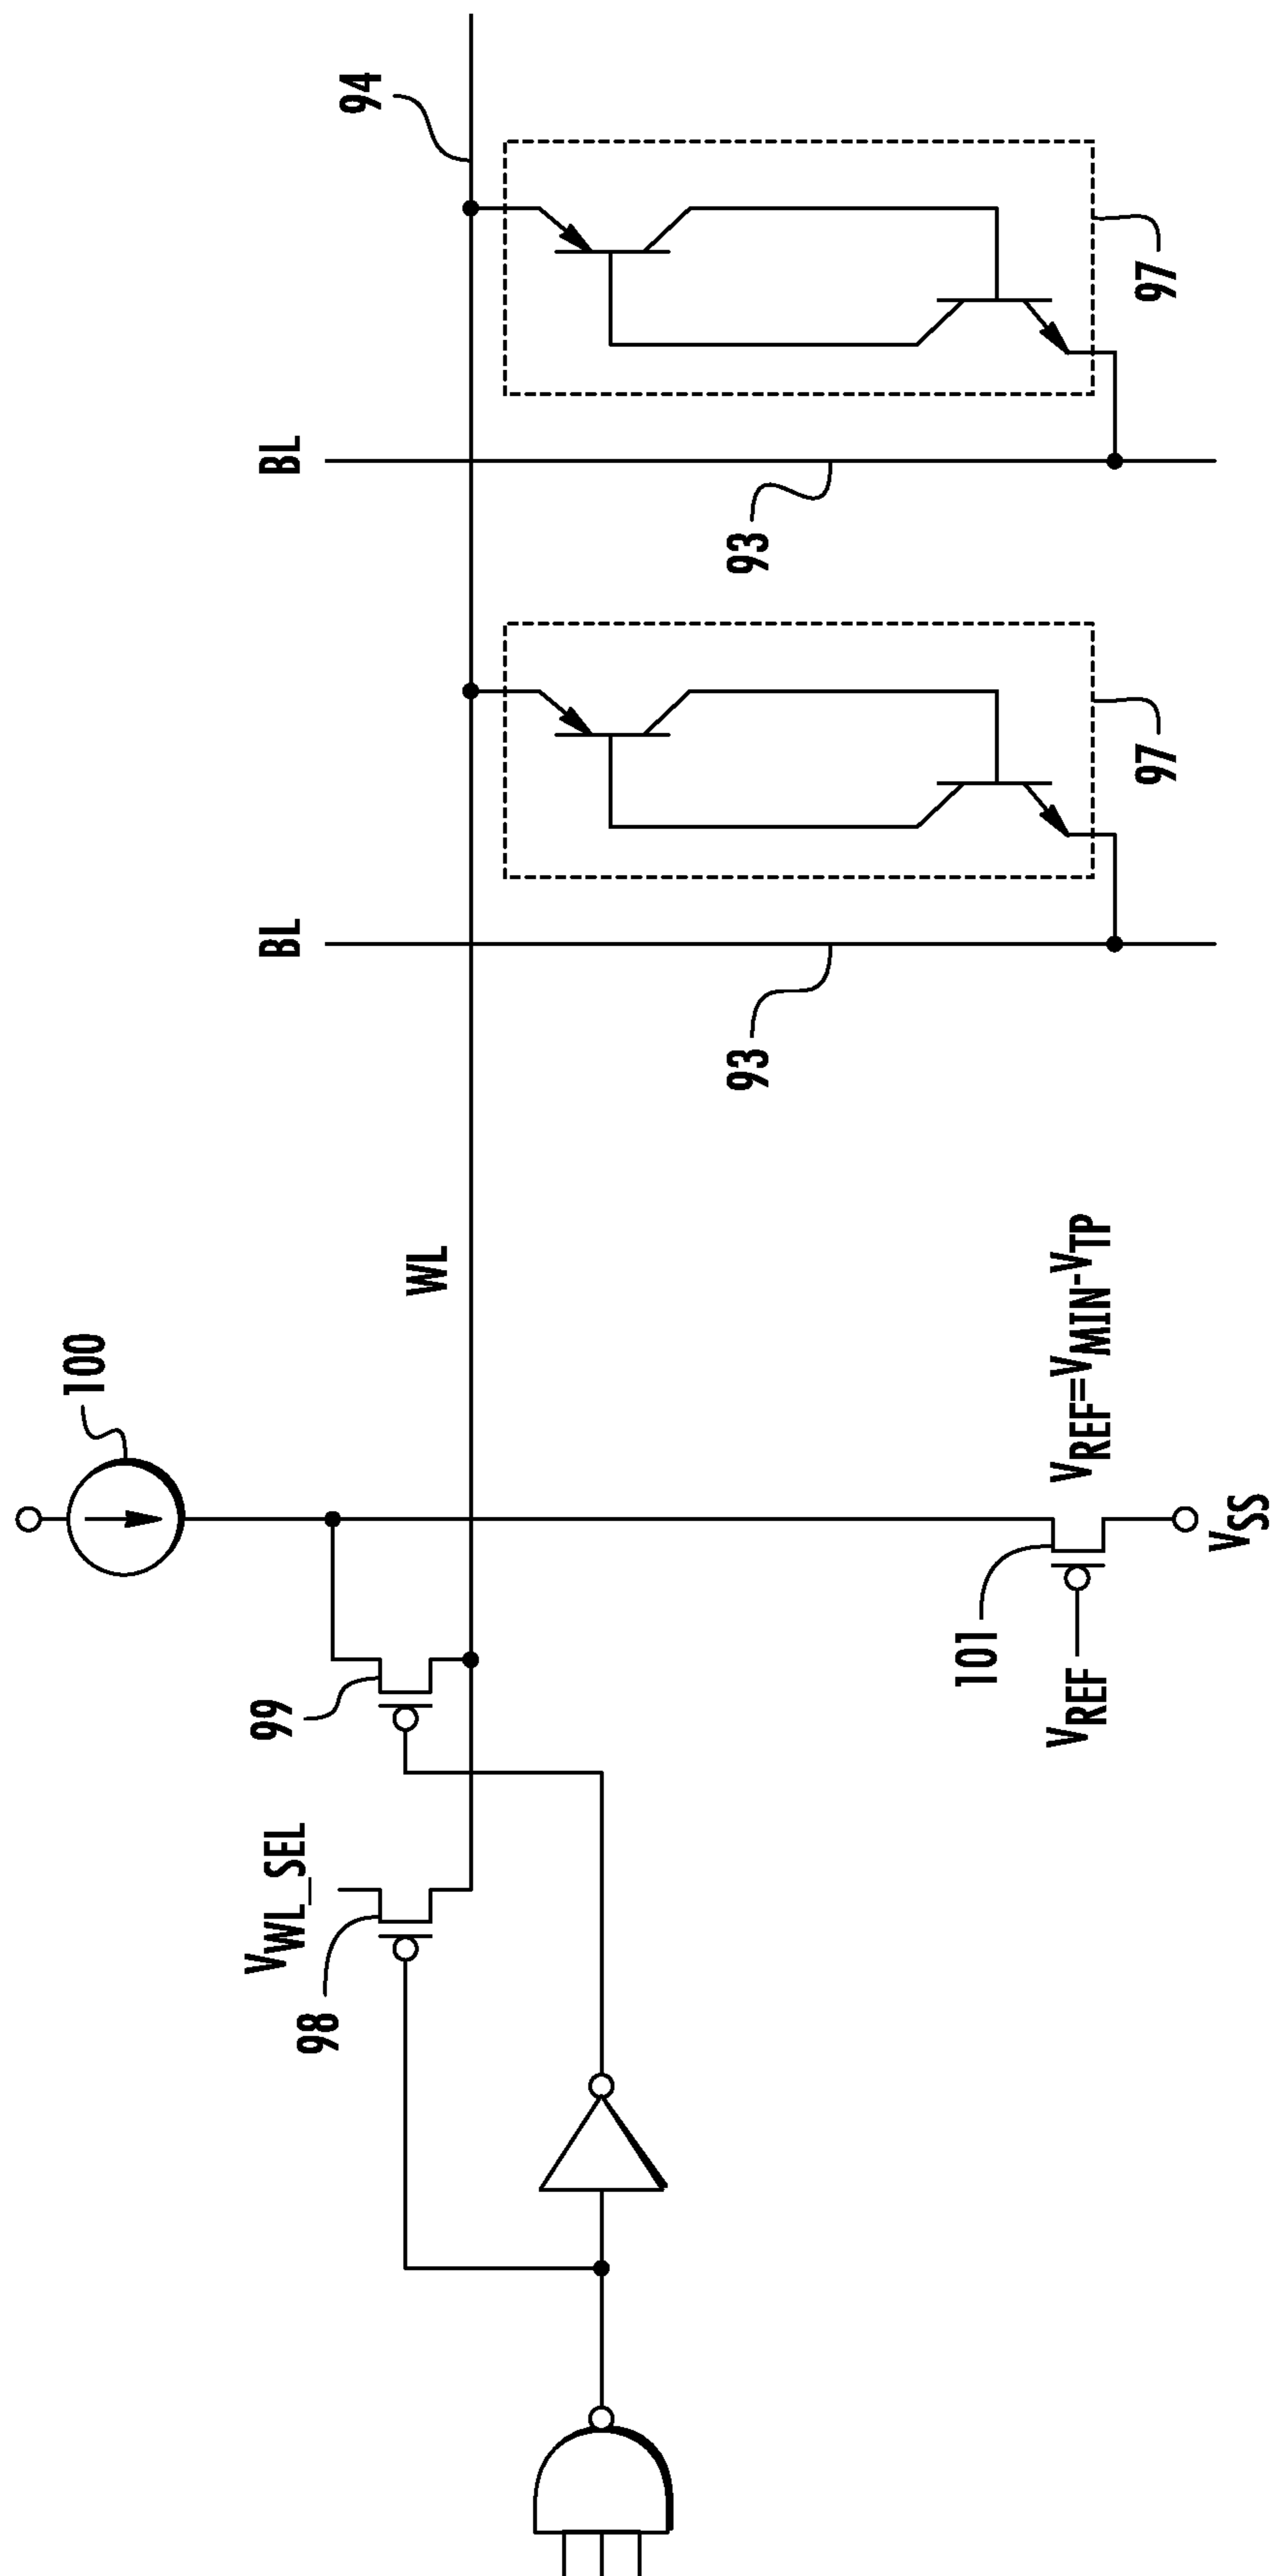 94
BL
93
97
BL
93
97
WL
100
99
V_WL_SEL
98
101
V_REF=V_MIN-V_TP
V_REF
V_SS